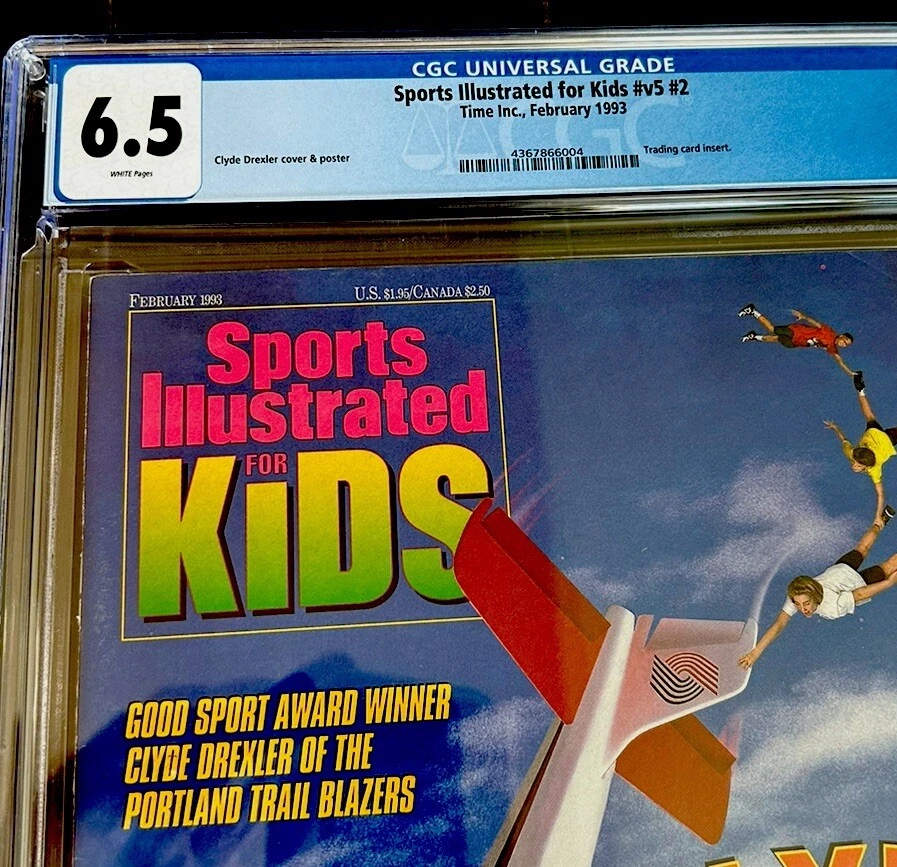 CGC UNIVERSAL GRADE
6.5
WHITE Pages
Sports Illustrated for Kids #v5 #2
Time Inc., February 1993
Clyde Drexler cover & poster
4367866004
Trading card insert.
CGC
FEBRUARY 1993
U.S. $1.95/CANADA $2.50
Sports
Illustrated
FOR
KiDS
GOOD SPORT AWARD WINNER
CLYDE DREXLER OF THE
PORTLAND TRAIL BLAZERS